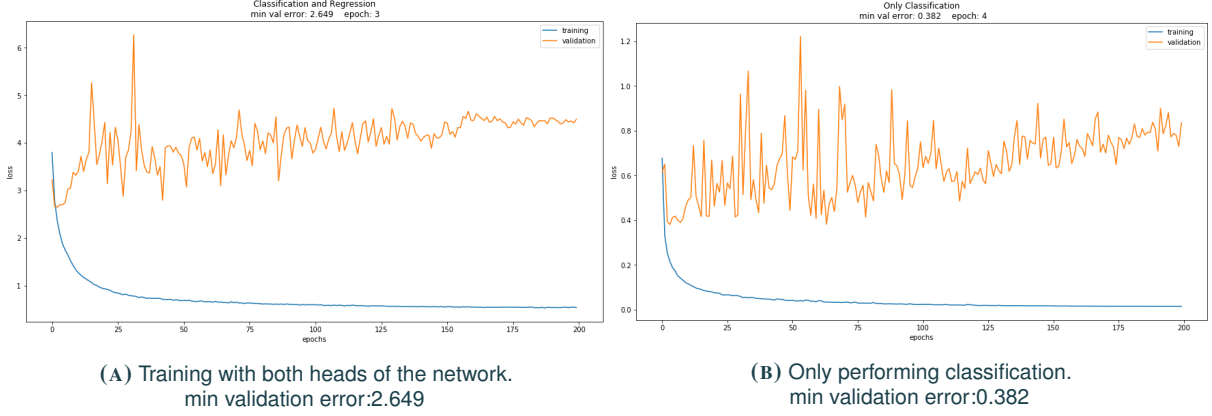 Classification and Regression
min val error: 2.649    epoch: 3
training
validation
6
5
4
3
2
1
loss
0
25
50
75
100
125
150
175
200
epochs
(A) Training with both heads of the network.
min validation error:2.649
Only Classification
min val error: 0.382    epoch: 4
training
validation
1.2
1.0
0.8
0.6
0.4
0.2
0.0
loss
0
25
50
75
100
125
150
175
200
epochs
(B) Only performing classification.
min validation error:0.382